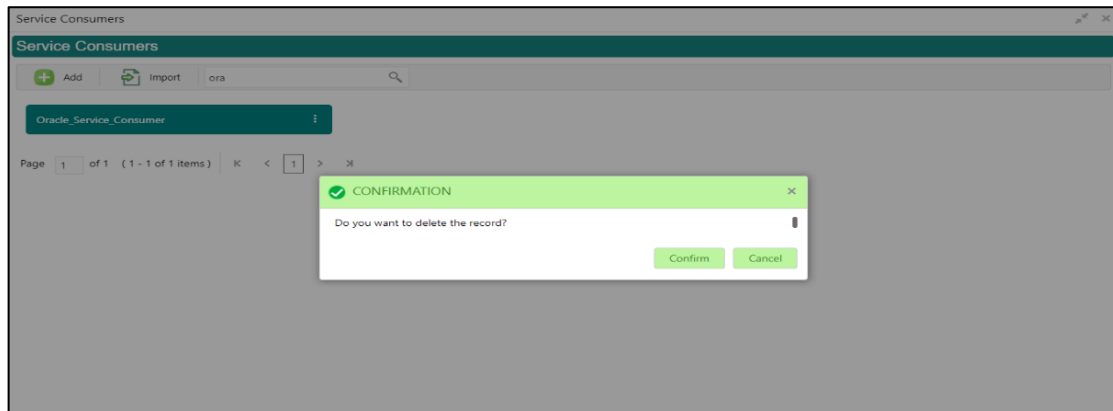 Service Consumers
Service Consumers
Add Import ora
Oracle_Service_Consumer
Page 1 of 1 (1 - 1 of 1 items) K < 1 > >|
CONFIRMATION
Do you want to delete the record?
Confirm Cancel